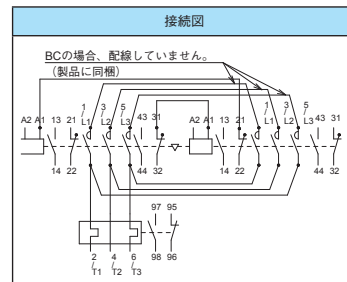 接続図
BCの場合、配線していません。
(製品に同梱)
A2 A1 13 21 1/L1 3/L2 5/L3 43 31 A2 A1 13 21 1/L1 3/L2 5/L3 43 31
14 22 44 32 14 22 44 32
97 95
2/T1 4/T2 6/T3 98 96